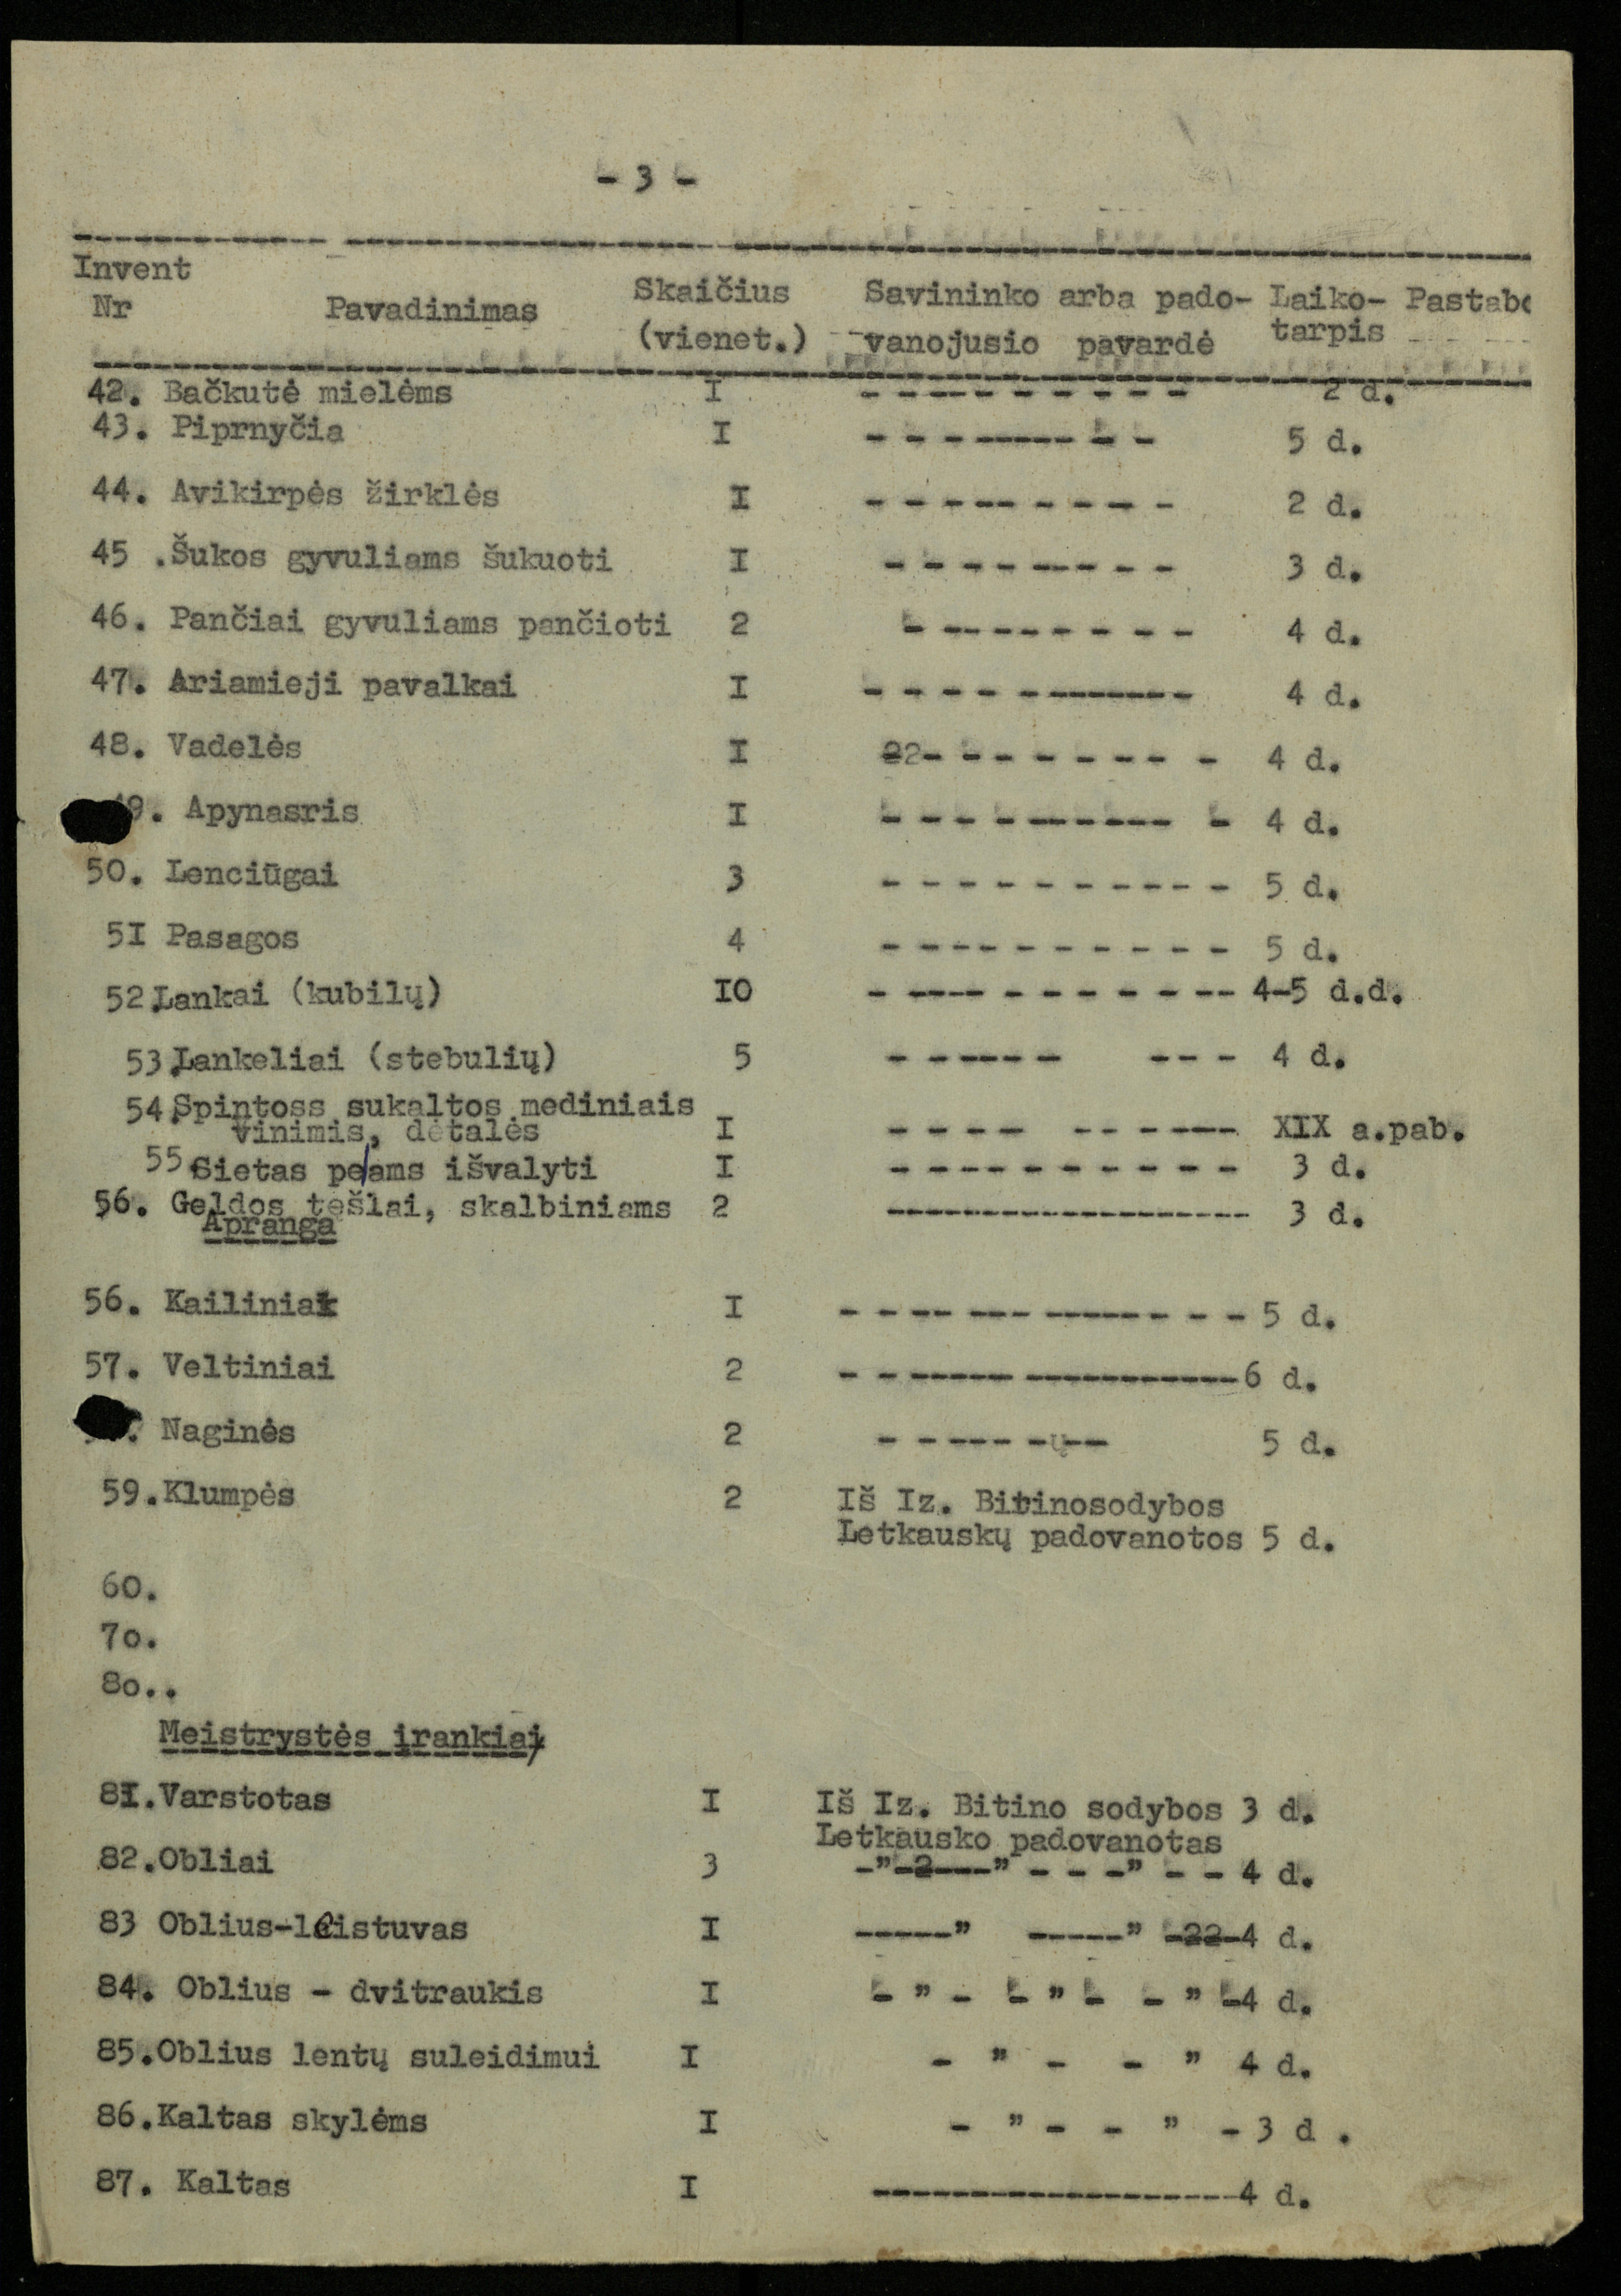 - 3 -
Invent
Nr Pavadinimas Skaičius Savininko arba pado- Laiko- Pastabo
(vienet.) vanojusio pavardė tarpis
42. Bačkutė mielėms I - - - - - - - - - 2 d.
43. Piprnyčia I - - - - - - - - 5 d.
44. Avikirpės žirklės I - - - - - - - - - 2 d.
45 .Šukos gyvuliams šukuoti I - - - - - - - - 3 d.
46. Pančiai gyvuliams pančioti 2 - - - - - - - - 4 d.
47. Ariamieji pavalkai I - - - - - ------- 4 d.
48. Vadelės I 22- - - - - - - - - 4 d.
49. Apynasris I - - - - ------ - 4 d.
50. Lenciūgai 3 - - - - - - - - - - 5 d.
5I Pasagos 4 - - - - - - - - - - 5 d.
52.Lankai (kubilų) IO - --- - - - - - - -- 4-5 d.d.
53.Lankeliai (stebulių) 5 - - --- - - - - 4 d.
54.Spintoss sukaltos mediniais
vinimis, dėtalės I - - - - -- ---- XIX a.pab.
55 Sietas pelams išvalyti I - - - - - - - - - - 3 d.
56. Geldos tešlai, skalbiniams 2 ------------------- 3 d.
Apranga
56. Kailiniai I - - -- --- ------ - - - 5 d.
57. Veltiniai 2 - - ------ -----------6 d.
. Naginės 2 - - ---- -ų-- 5 d.
59.Klumpės 2 Iš Iz. Bitinosodybos
Letkauskų padovanotos 5 d.
60.
7o.
8o..
Meistrystės įrankiai
8I.Varstotas I Iš Iz. Bitino sodybos 3 d.
Letkausko padovanotas
82.Obliai 3 -"-2---" - - -" - - 4 d.
83 Oblius-leistuvas I -----" -----" -22-4 d.
84. Oblius - dvitraukis I - " - - " - - " -4 d.
85.Oblius lentų suleidimui I - " - - " 4 d.
86.Kaltas skylėms I - " - - " - 3 d .
87. Kaltas I -------------------4 d.